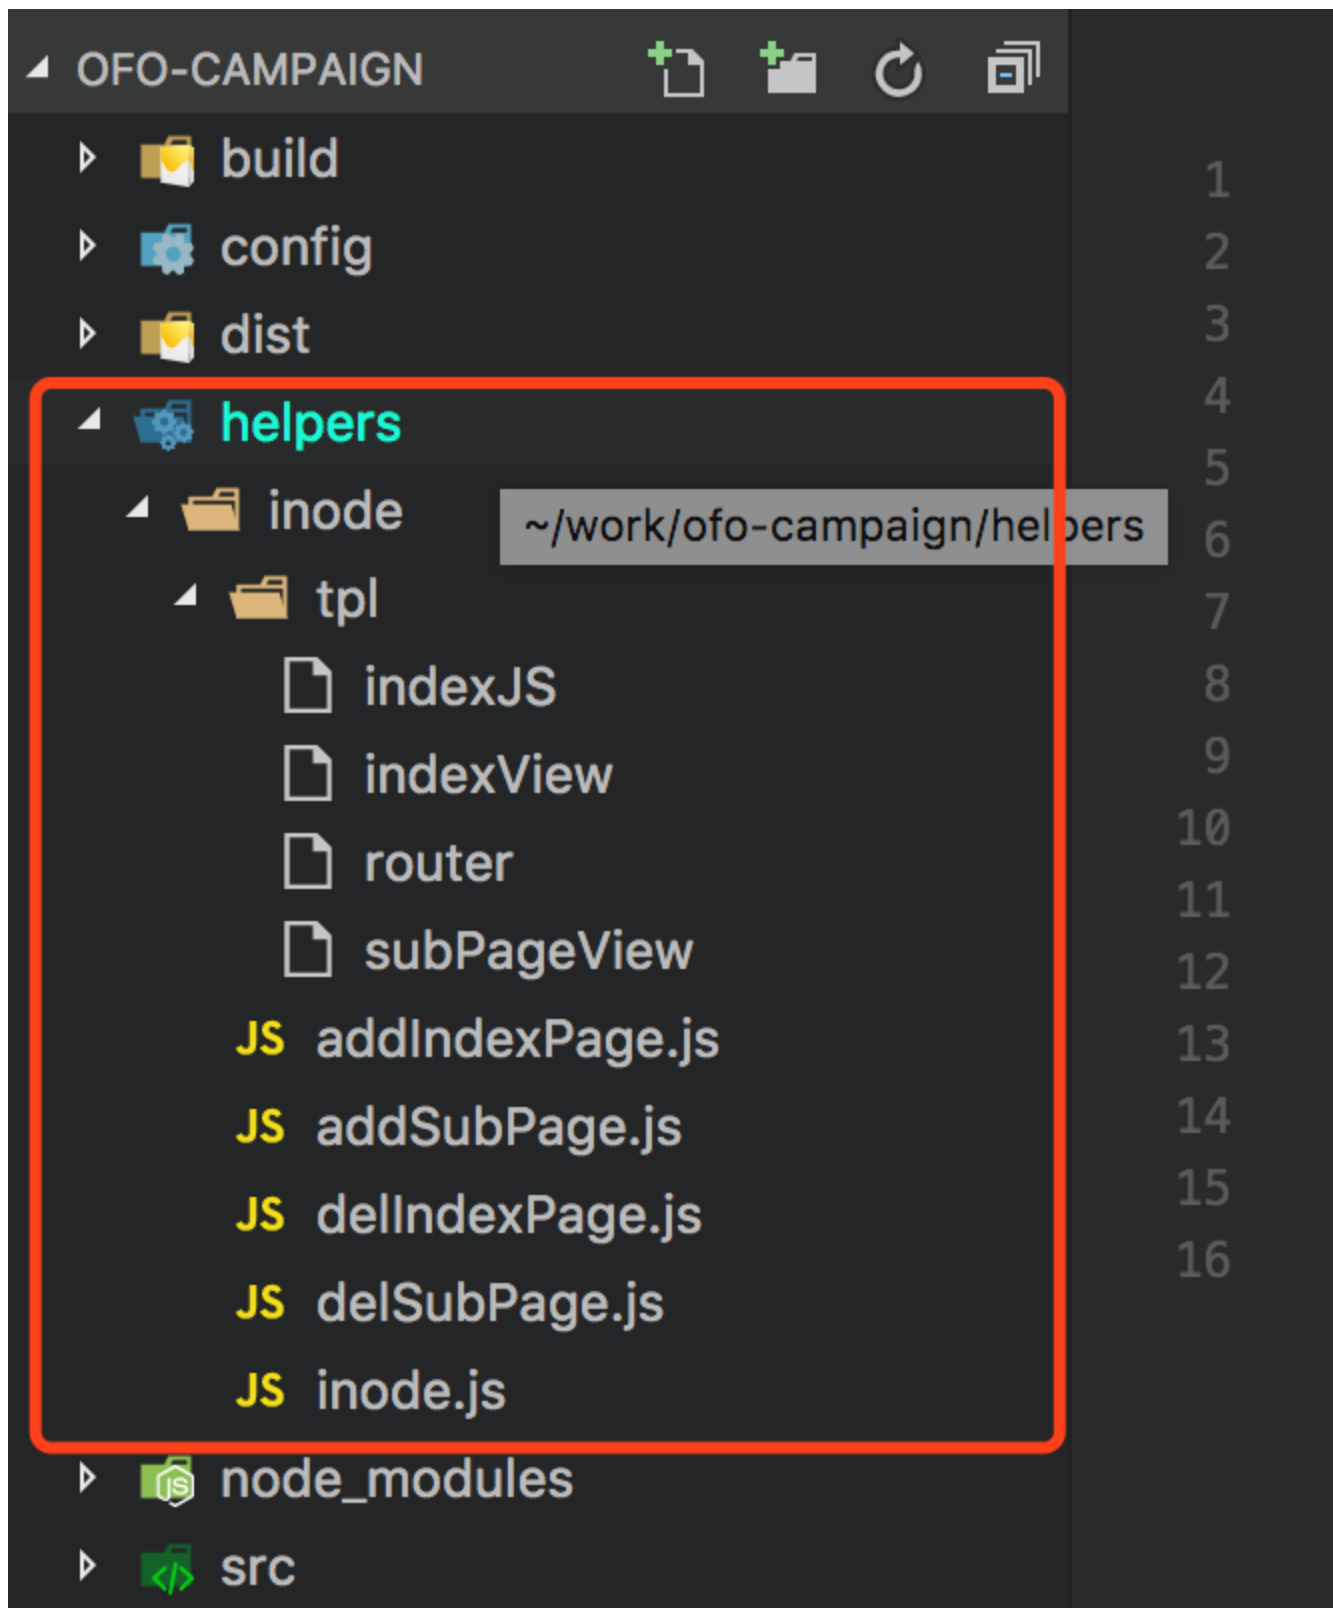 OFO-CAMPAIGN
build
config
dist
helpers
inode
~/work/ofo-campaign/helpers
tpl
indexJS
indexView
router
subPageView
JS addIndexPage.js
JS addSubPage.js
JS delIndexPage.js
JS delSubPage.js
JS inode.js
JS node_modules
</> src
1
2
3
4
5
6
7
8
9
10
11
12
13
14
15
16